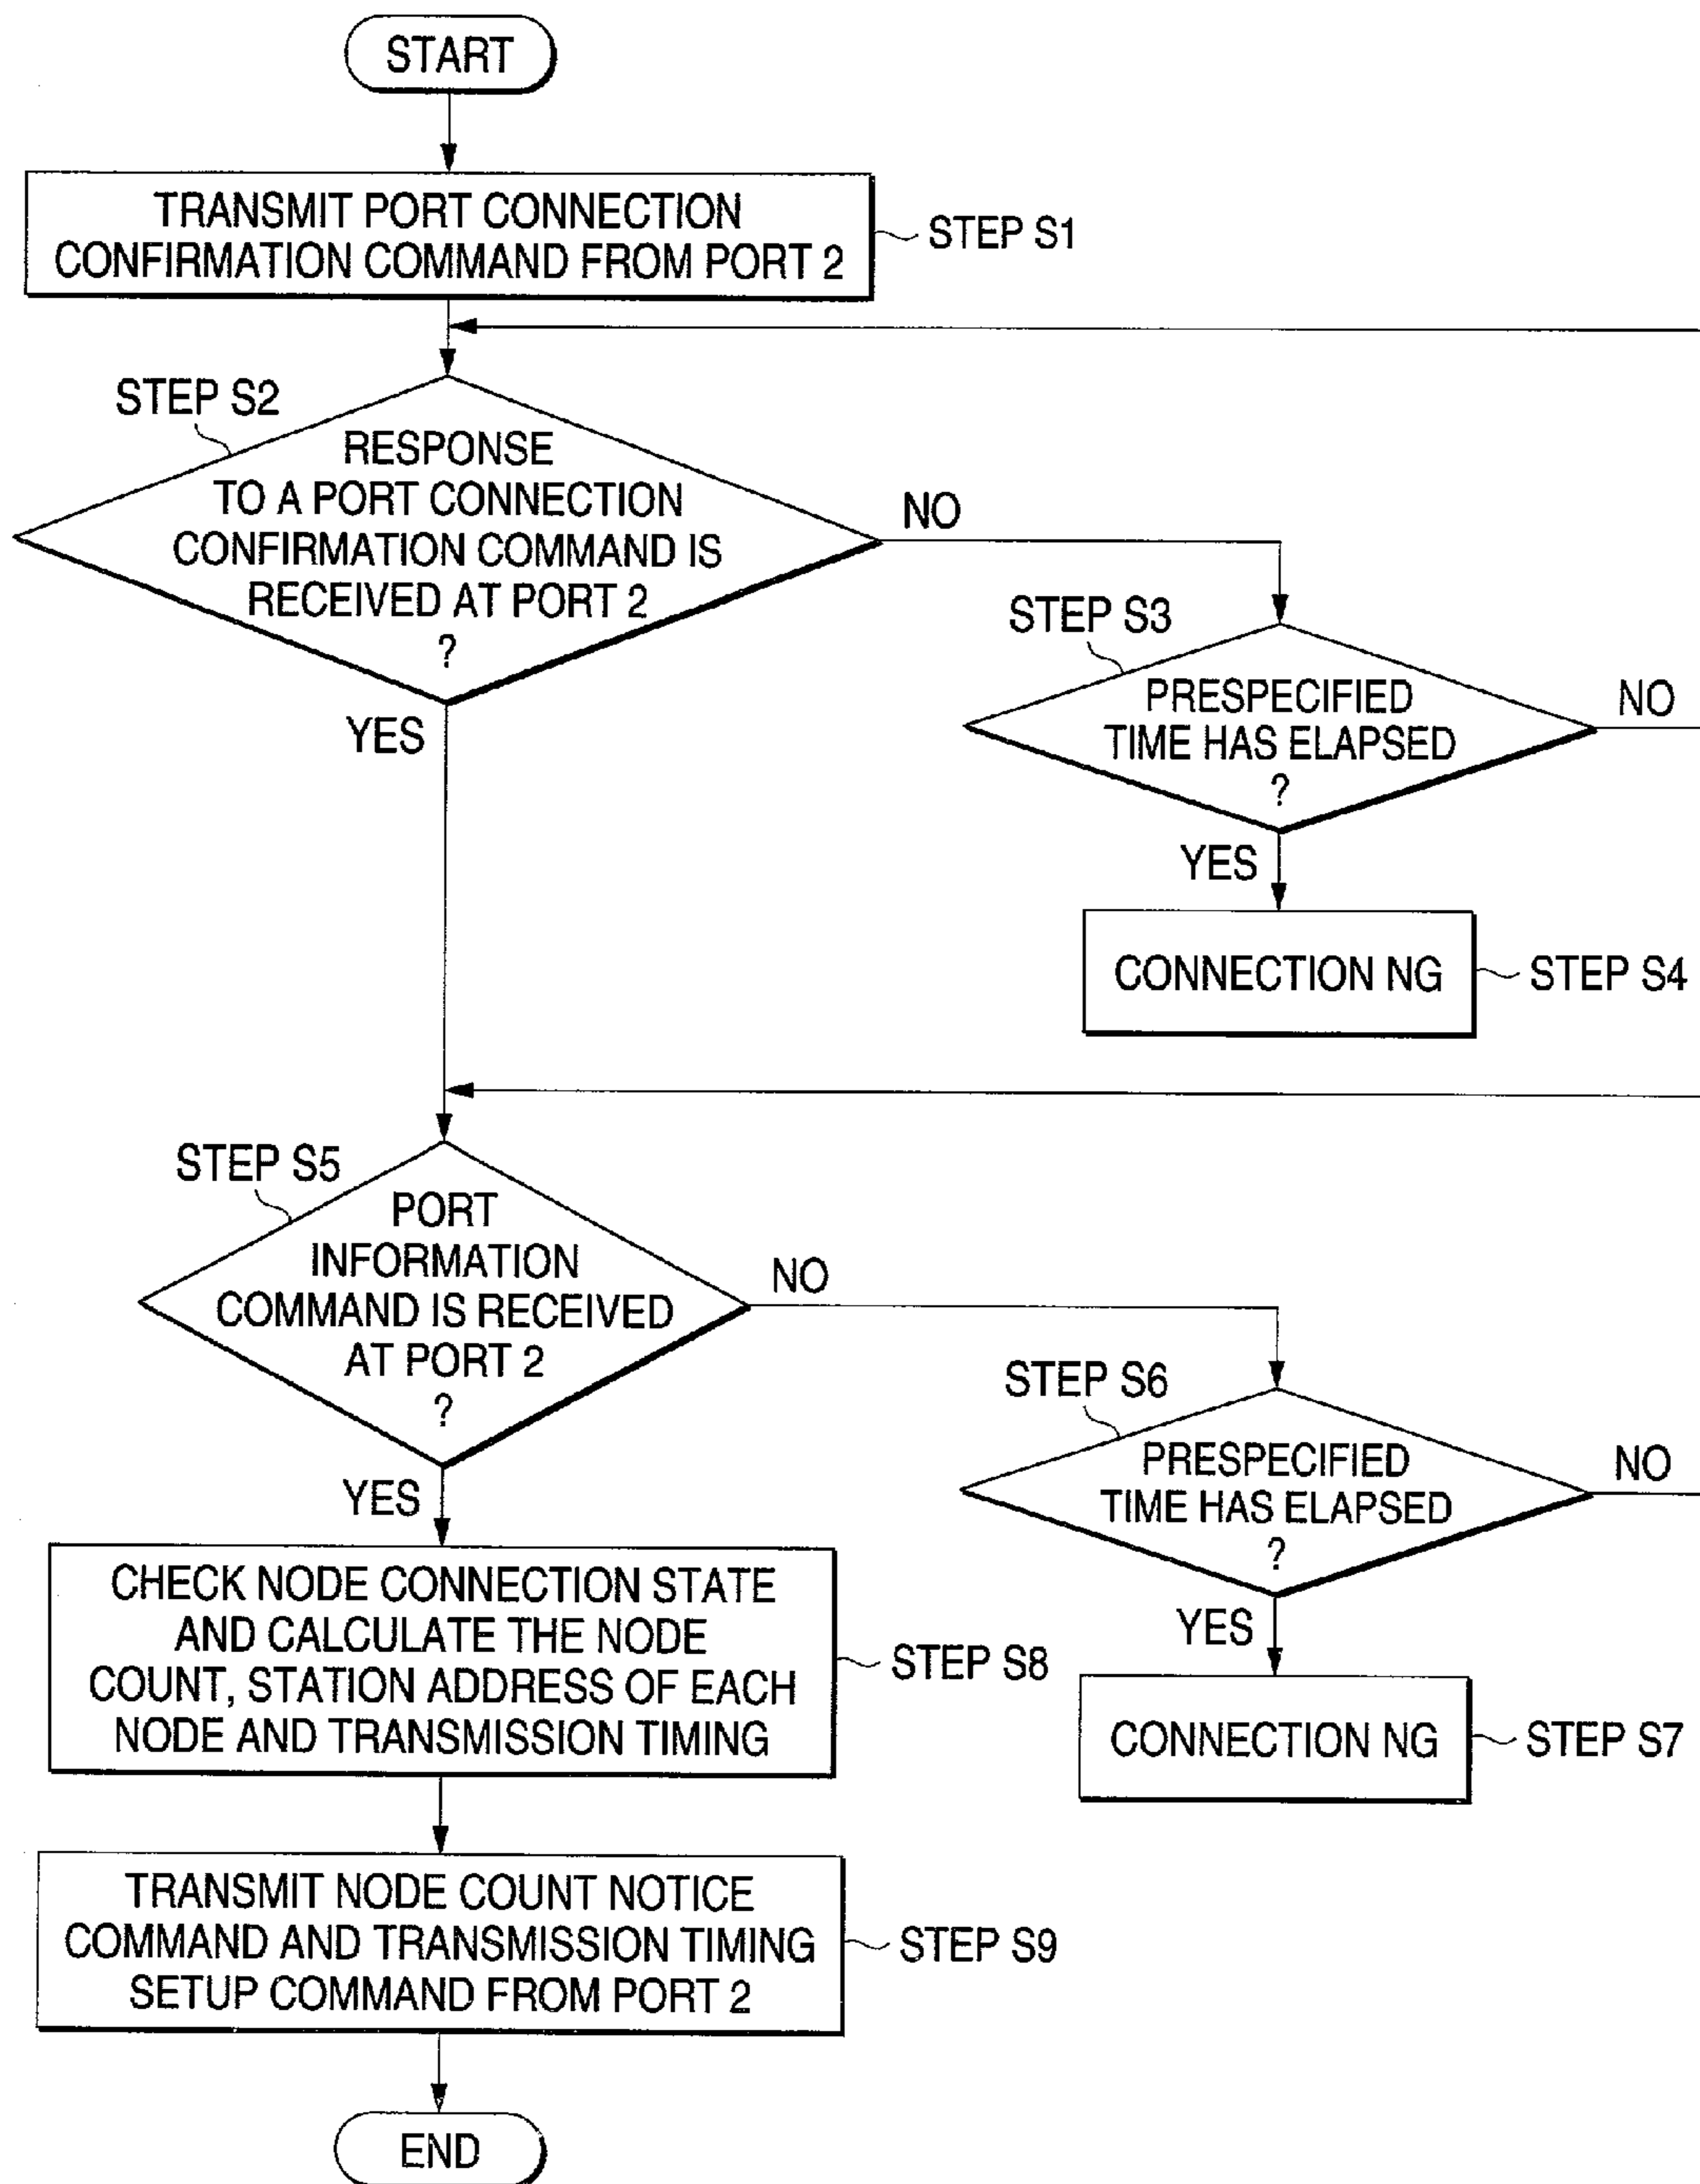 START
TRANSMIT PORT CONNECTION
CONFIRMATION COMMAND FROM PORT 2
STEP S1
STEP S2
RESPONSE
TO A PORT CONNECTION
CONFIRMATION COMMAND IS
RECEIVED AT PORT 2
?
NO
YES
STEP S3
PRESPECIFIED
TIME HAS ELAPSED
?
NO
YES
CONNECTION NG
STEP S4
STEP S5
PORT
INFORMATION
COMMAND IS RECEIVED
AT PORT 2
?
NO
YES
STEP S6
PRESPECIFIED
TIME HAS ELAPSED
?
NO
YES
CONNECTION NG
STEP S7
CHECK NODE CONNECTION STATE
AND CALCULATE THE NODE
COUNT, STATION ADDRESS OF EACH
NODE AND TRANSMISSION TIMING
STEP S8
TRANSMIT NODE COUNT NOTICE
COMMAND AND TRANSMISSION TIMING
SETUP COMMAND FROM PORT 2
STEP S9
END